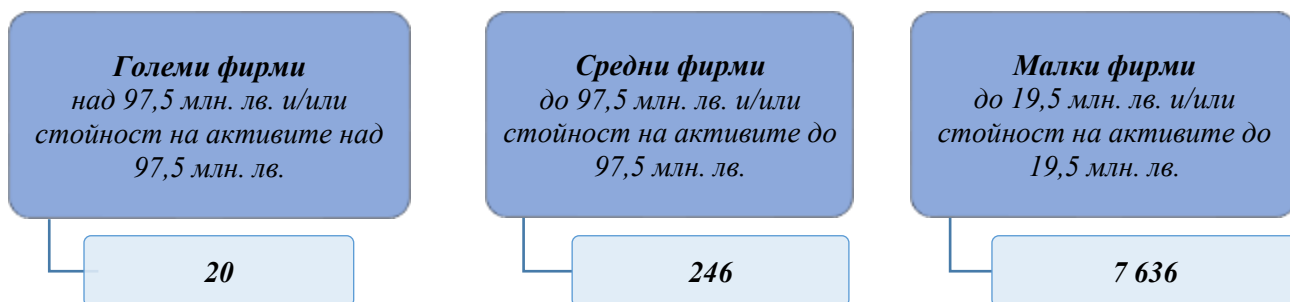 Големи фирми
над 97,5 млн. лв. и/или
стойност на активите над
97,5 млн. лв.
20
Средни фирми
до 97,5 млн. лв. и/или
стойност на активите до
97,5 млн. лв.
246
Малки фирми
до 19,5 млн. лв. и/или
стойност на активите до
19,5 млн. лв.
7 636